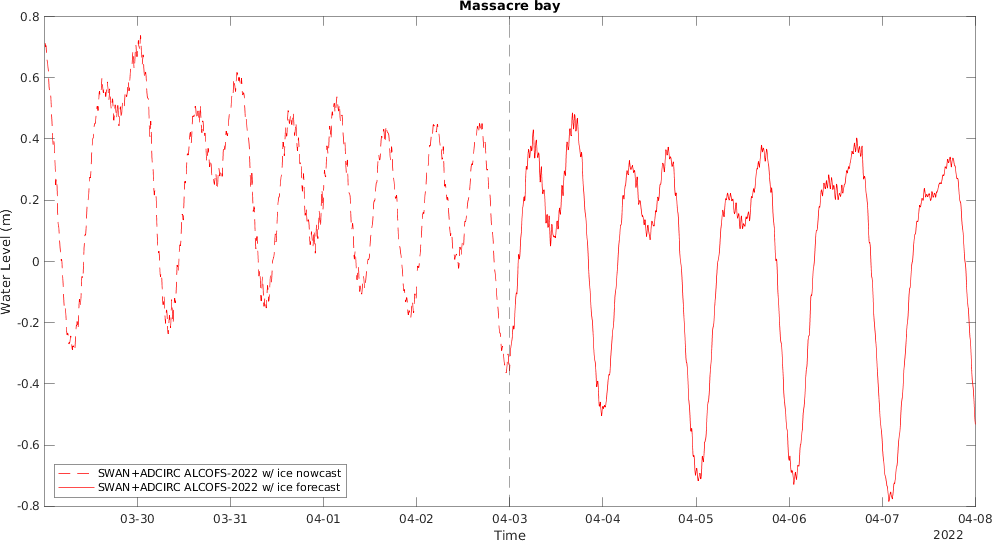 Massacre bay
Water Level (m)
0.8
0.6
0.4
0.2
0
-0.2
-0.4
-0.6
-0.8
SWAN+ADCIRC ALCOFS-2022 w/ ice nowcast
SWAN+ADCIRC ALCOFS-2022 w/ ice forecast
03-30 03-31 04-01 04-02 04-03 04-04 04-05 04-06 04-07 04-08
Time
2022